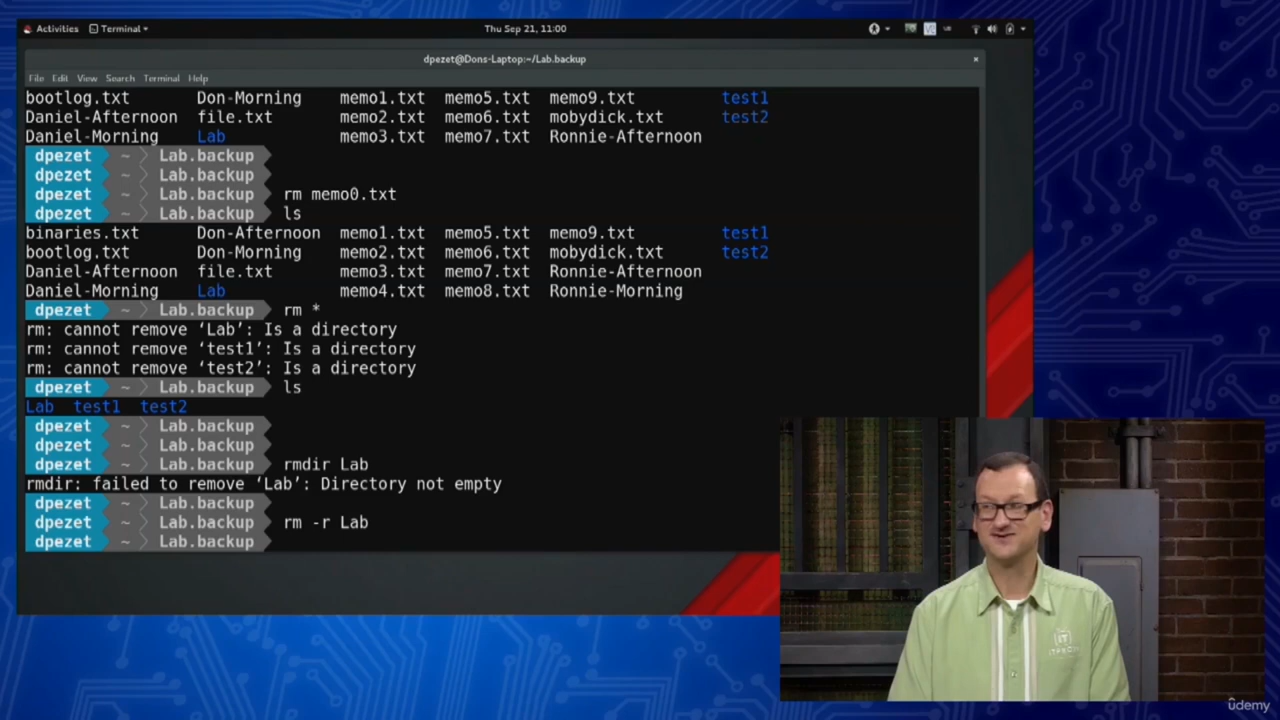 Activities Terminal Thu Sep 21, 11:00
dpezet@Dons-Laptop:~/Lab.backup ×
File Edit View Search Terminal Help
bootlog.txt Don-Morning memo1.txt memo5.txt memo9.txt test1
Daniel-Afternoon file.txt memo2.txt memo6.txt mobydick.txt test2
Daniel-Morning Lab memo3.txt memo7.txt Ronnie-Afternoon
dpezet ~ Lab.backup
dpezet ~ Lab.backup
dpezet ~ Lab.backup rm memo0.txt
dpezet ~ Lab.backup ls
binaries.txt Don-Afternoon memo1.txt memo5.txt memo9.txt test1
bootlog.txt Don-Morning memo2.txt memo6.txt mobydick.txt test2
Daniel-Afternoon file.txt memo3.txt memo7.txt Ronnie-Afternoon
Daniel-Morning Lab memo4.txt memo8.txt Ronnie-Morning
dpezet ~ Lab.backup rm *
rm: cannot remove ‘Lab’: Is a directory
rm: cannot remove ‘test1’: Is a directory
rm: cannot remove ‘test2’: Is a directory
dpezet ~ Lab.backup ls
Lab test1 test2
dpezet ~ Lab.backup
dpezet ~ Lab.backup
dpezet ~ Lab.backup rmdir Lab
rmdir: failed to remove ‘Lab’: Directory not empty
dpezet ~ Lab.backup
dpezet ~ Lab.backup rm -r Lab
dpezet ~ Lab.backup
IT
ITPROTV
udemy